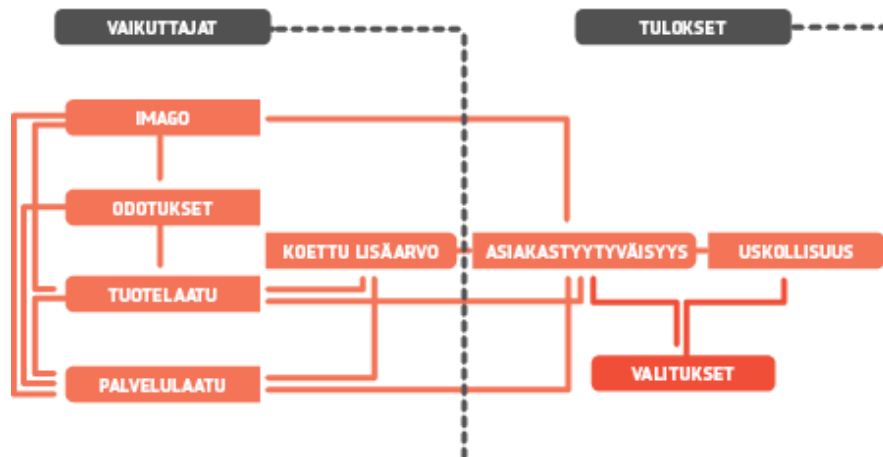 VAIKUTTAJAT
TULOKSET
IMAGO
ODOTUKSET
KOETTU LISÄARVO
ASIAKASTYYTYVÄISYYS
USKOLLISUUS
TUOTELAATU
VALITUKSET
PALVELULAATU